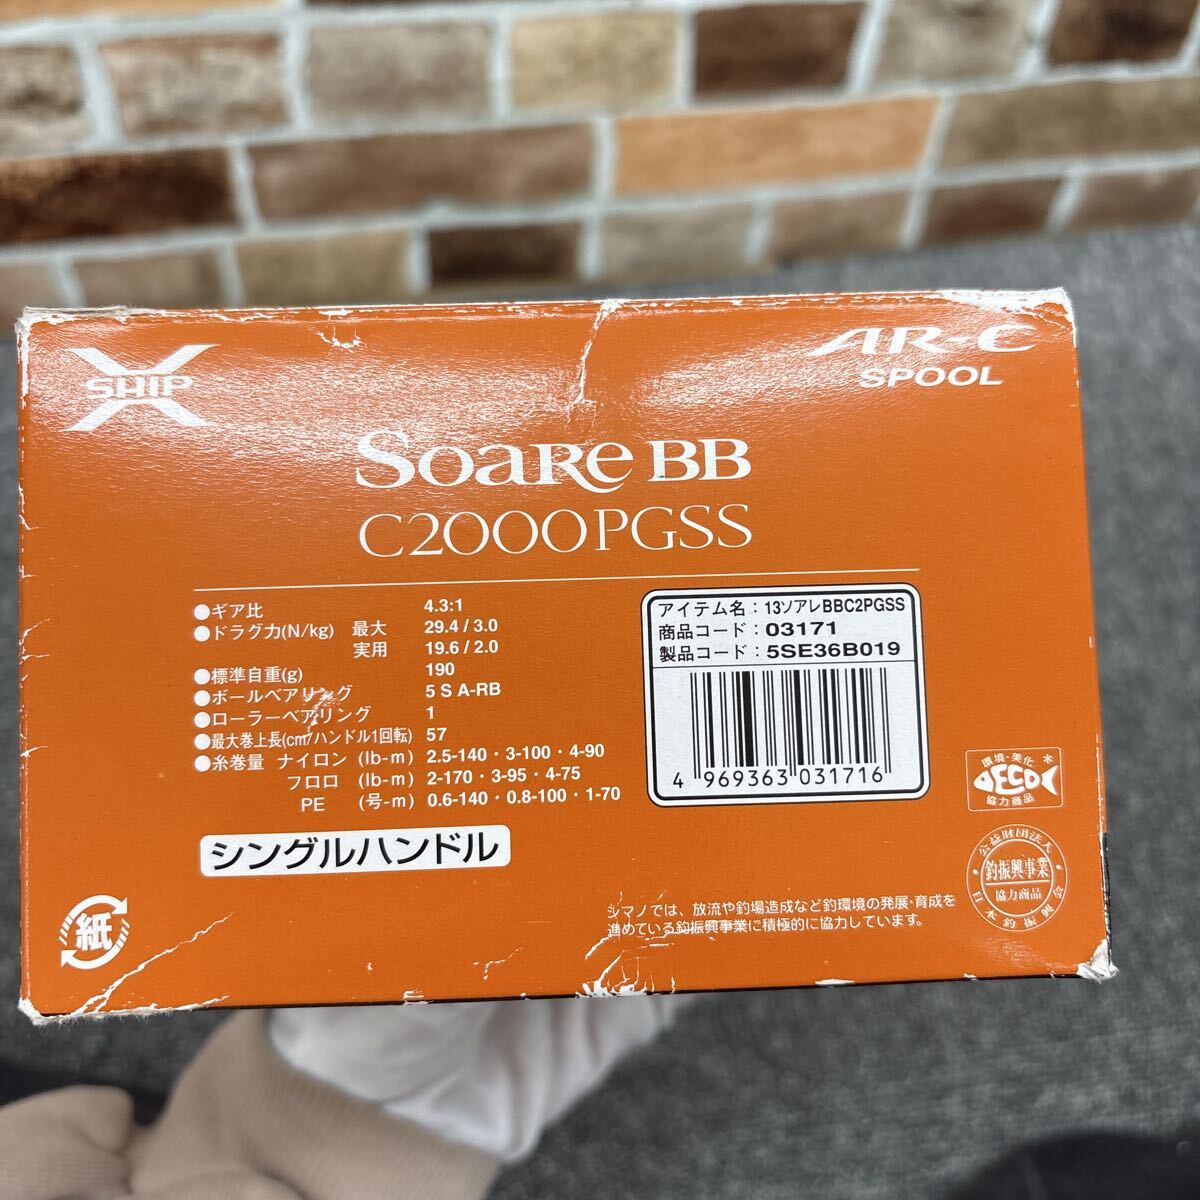 X SHIP
AR-C
SPOOL
SOARE BB
C2000PGSS
●ギア比 4.3:1
●ドラグ力(N/kg) 最大 29.4 / 3.0
実用 19.6 / 2.0
●標準自重(g) 190
●ボールベアリング 5 S A-RB
●ローラーベアリング 1
●最大巻上長(cm/ハンドル1回転) 57
●糸巻量 ナイロン (lb-m) 2.5-140・3-100・4-90
フロロ (lb-m) 2-170・3-95・4-75
PE (号-m) 0.6-140・0.8-100・1-70
シングルハンドル
アイテム名：13ソアレBBC2PGSS
商品コード：03171
製品コード：5SE36B019
4 969363 031716
環境・美化
ECO
協力商品
公益財団法人
釣振興事業
協力商品
日本釣振興会
紙
シマノでは、放流や釣場造成など釣環境の発展・育成を
進めている釣振興事業に積極的に協力しています。